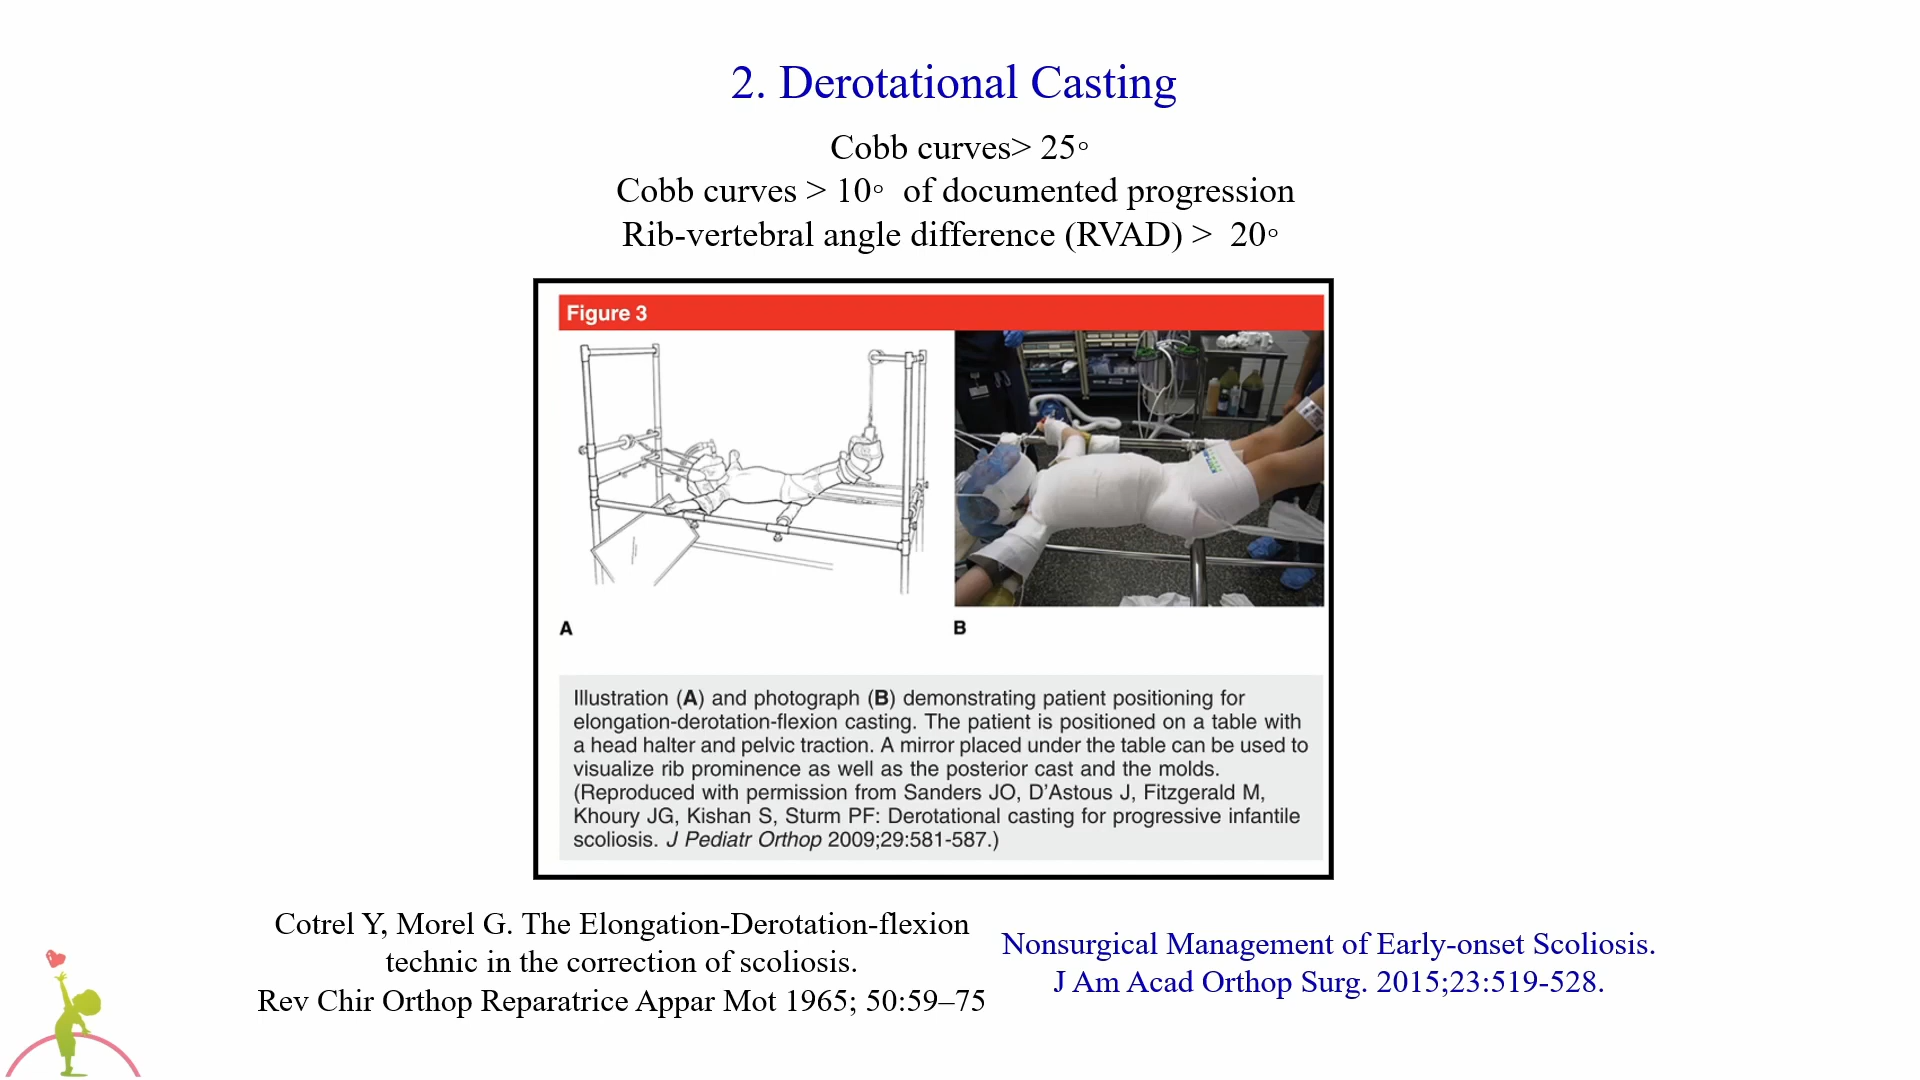 2. Derotational Casting
Cobb curves> 25°
Cobb curves > 10° of documented progression
Rib-vertebral angle difference (RVAD) > 20°
Figure 3
A
B
Illustration (A) and photograph (B) demonstrating patient positioning for
elongation-derotation-flexion casting. The patient is positioned on a table with
a head halter and pelvic traction. A mirror placed under the table can be used to
visualize rib prominence as well as the posterior cast and the molds.
(Reproduced with permission from Sanders JO, D'Astous J, Fitzgerald M,
Khoury JG, Kishan S, Sturm PF: Derotational casting for progressive infantile
scoliosis. J Pediatr Orthop 2009;29:581-587.)
Cotrel Y, Morel G. The Elongation-Derotation-flexion
technic in the correction of scoliosis.
Rev Chir Orthop Reparatrice Appar Mot 1965; 50:59–75
Nonsurgical Management of Early-onset Scoliosis.
J Am Acad Orthop Surg. 2015;23:519-528.